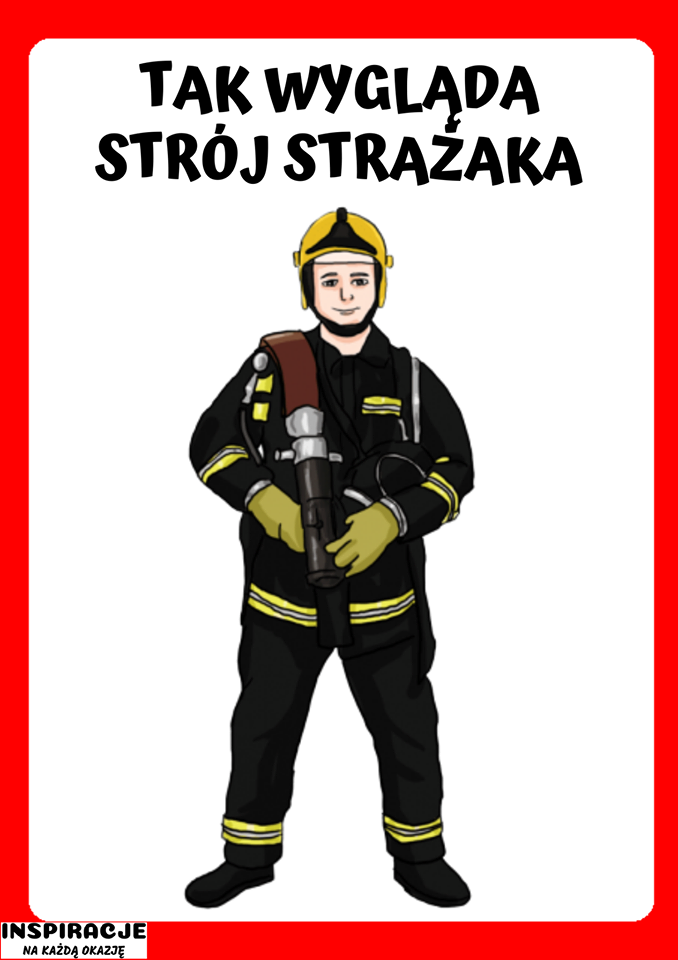 TAK WYGLĄDA
STRÓJ STRAŻAKA
INSPIRACJE
NA KAŻDĄ OKAZJĘ